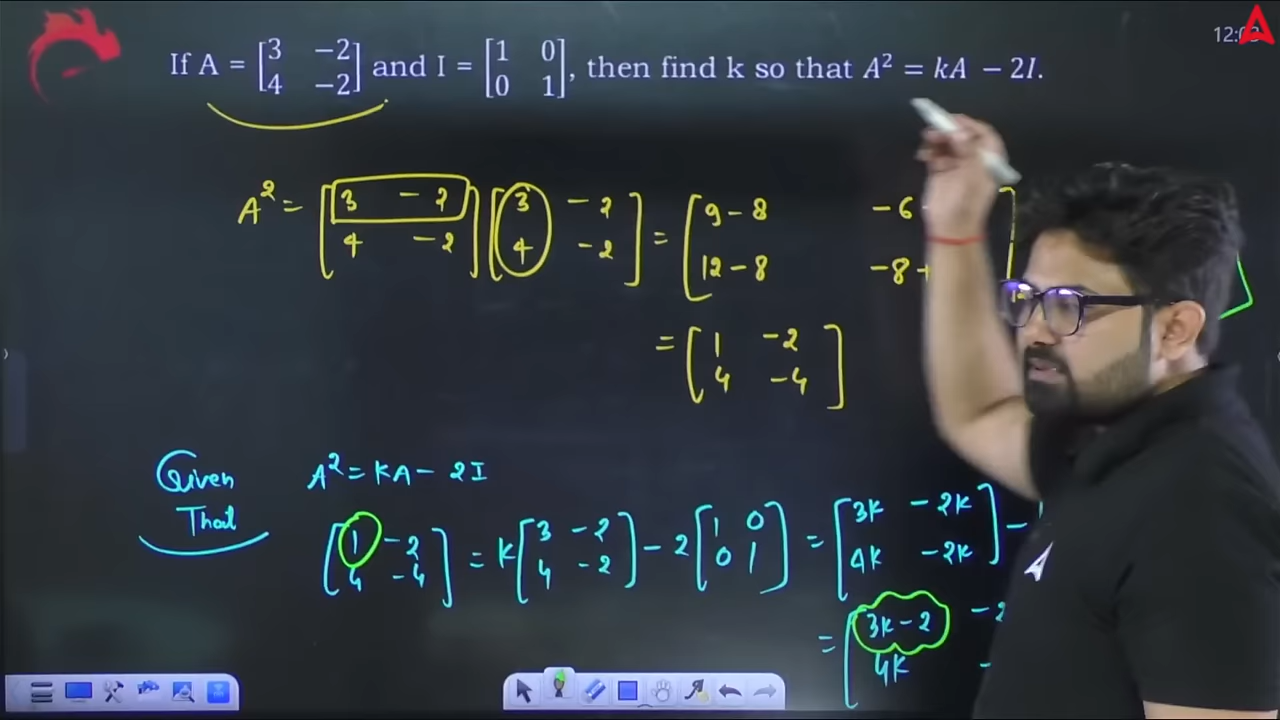 12:0
If A = [3 −2] and I = [1 0], then find k so that A² = kA − 2I.
[4 −2] [0 1]
A² = [3 −2] [3 −2] = [9−8 −6
[4 −2] [4 −2] [12−8 −8+
= [1 −2]
[4 −4]
Given That
A² = KA − 2I
[1 −2] = K[3 −2] − 2[1 0] = [3K −2K] −
[4 −4] [4 −2] [0 1] [4K −2K]
= [3K−2 −2
[4K −